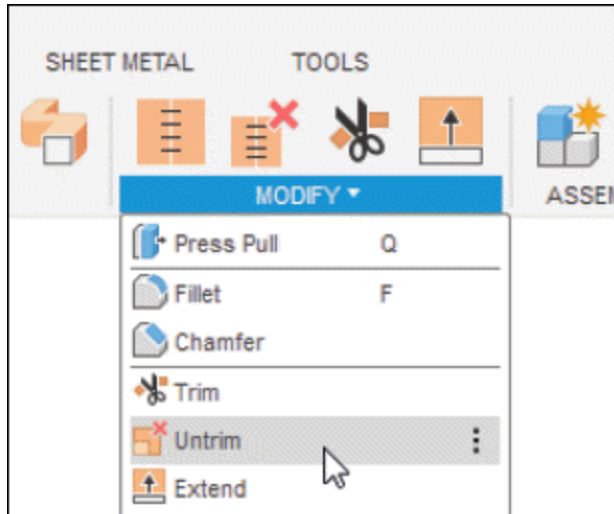 SHEET METAL TOOLS
MODIFY ▾ ASSEM
Press Pull Q
Fillet F
Chamfer
Trim
Untrim
Extend